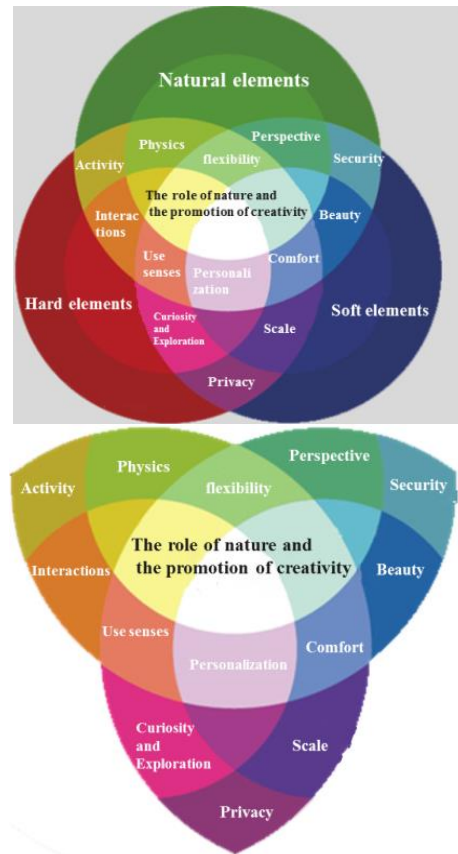 Natural elements
Physics
Perspective
Activity
flexibility
Security
The role of nature and
the promotion of creativity
Interac
tions
Beauty
Use
senses
Comfort
Personali
zation
Hard elements
Soft elements
Curiosity
and
Exploration
Scale
Privacy
Physics
Perspective
Activity
flexibility
Security
The role of nature and
the promotion of creativity
Interactions
Beauty
Use senses
Comfort
Personalization
Curiosity
and
Exploration
Scale
Privacy